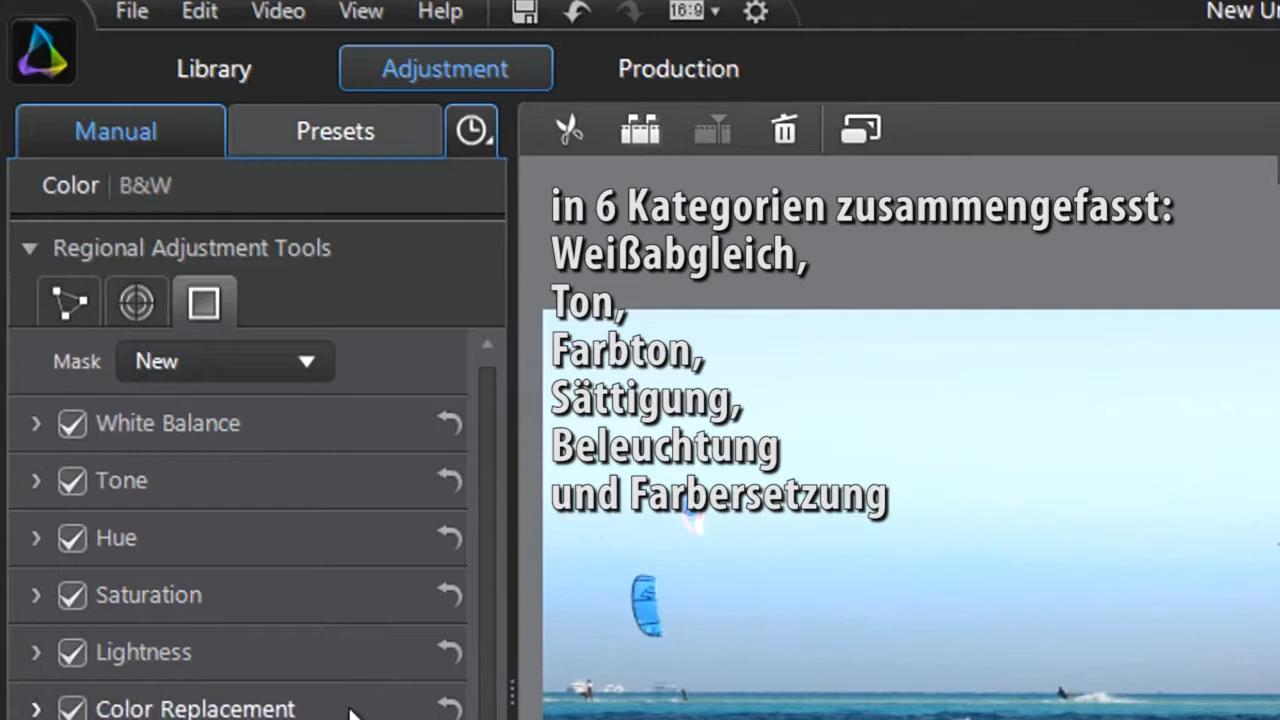 File Edit Video View Help 16:9
Library Adjustment Production
Manual Presets
Color B&W
Regional Adjustment Tools
Mask New
White Balance
Tone
Hue
Saturation
Lightness
Color Replacement
in 6 Kategorien zusammengefasst:
Weißabgleich,
Ton,
Farbton,
Sättigung,
Beleuchtung
und Farbersetzung